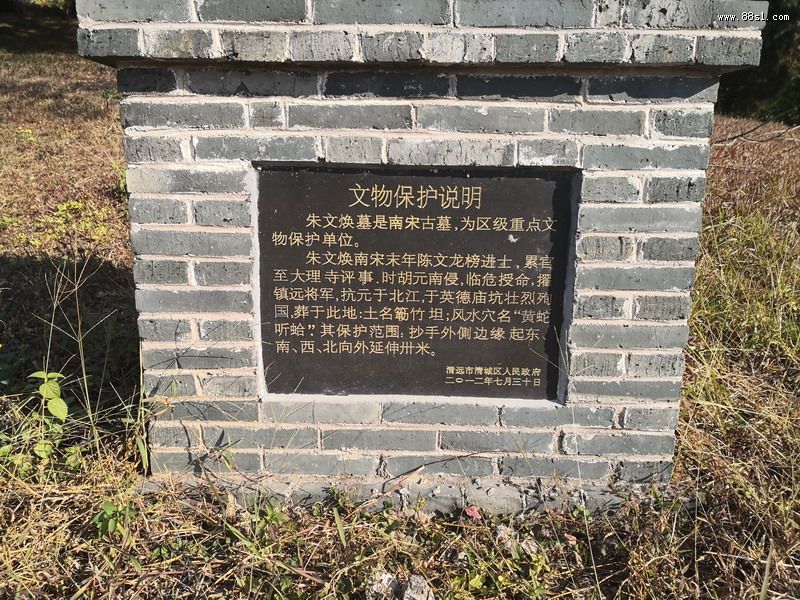 www.88s1.com
文物保护说明
朱文焕墓是南宋古墓,为区级重点文
物保护单位。
朱文焕南宋末年陈文龙榜进士,累官
至大理寺评事.时胡元南侵,临危授命,擢
镇远将军,抗元于北江,于英德庙坑壮烈殉
国,葬于此地:土名簕竹坦;风水穴名“黄蛇
听蛤”.其保护范围:抄手外侧边缘起东、
南、西、北向外延伸卅米。
清远市清城区人民政府
二〇一二年七月三十日